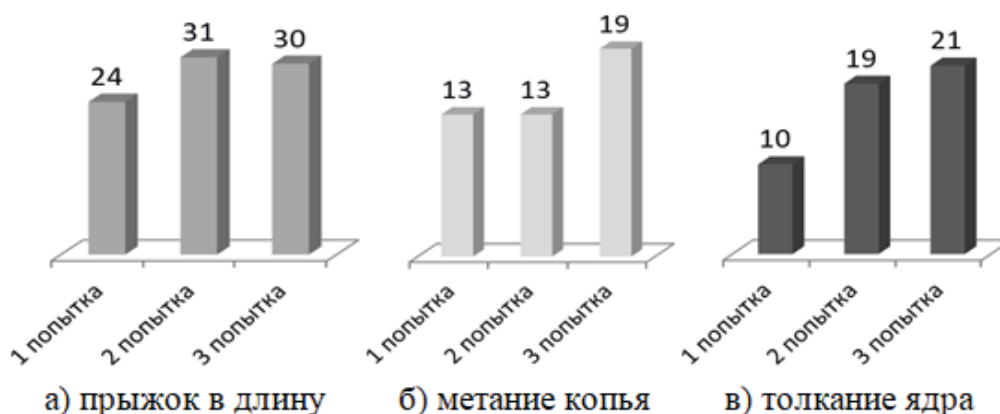 24 31 30
1 попытка 2 попытка 3 попытка
а) прыжок в длину
13 13 19
1 попытка 2 попытка 3 попытка
б) метание копья
10 19 21
1 попытка 2 попытка 3 попытка
в) толкание ядра